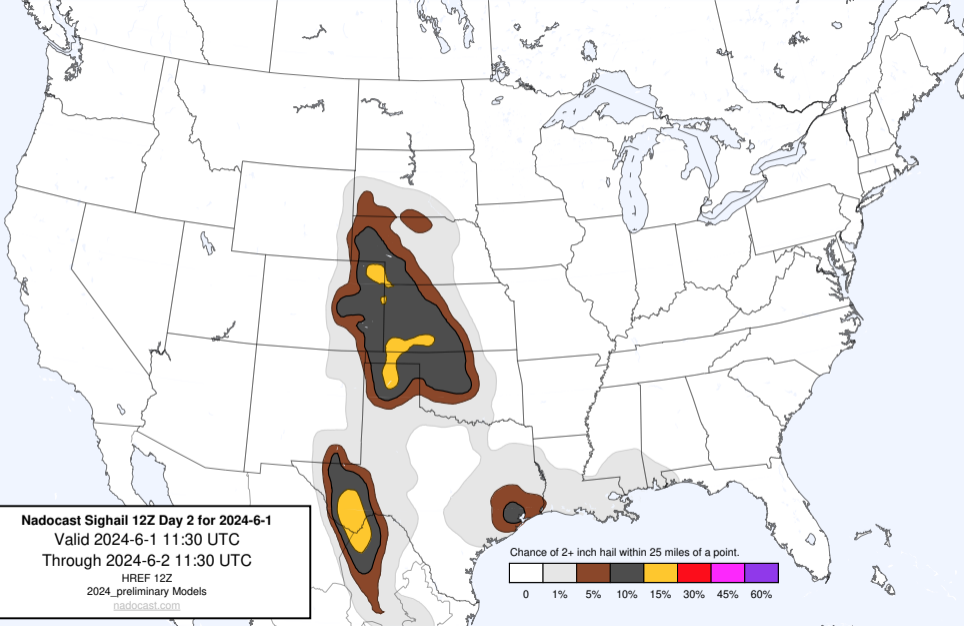 Nadocast Sighail 12Z Day 2 for 2024-6-1
Valid 2024-6-1 11:30 UTC
Through 2024-6-2 11:30 UTC
HREF 12Z
2024_preliminary Models
nadocast.com
Chance of 2+ inch hail within 25 miles of a point.
0 1% 5% 10% 15% 30% 45% 60%